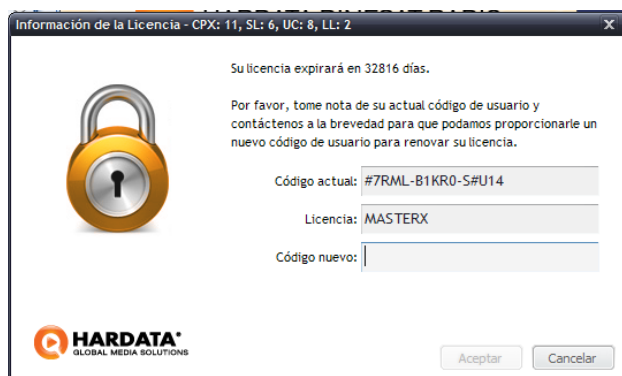 Información de la Licencia - CPX: 11, SL: 6, UC: 8, LL: 2
Su licencia expirará en 32816 días.
Por favor, tome nota de su actual código de usuario y
contáctenos a la brevedad para que podamos proporcionarle un
nuevo código de usuario para renovar su licencia.
Código actual: #7RML-B1KR0-S#U14
Licencia: MASTERX
Código nuevo:
HARDATA
GLOBAL MEDIA SOLUTIONS
Aceptar Cancelar